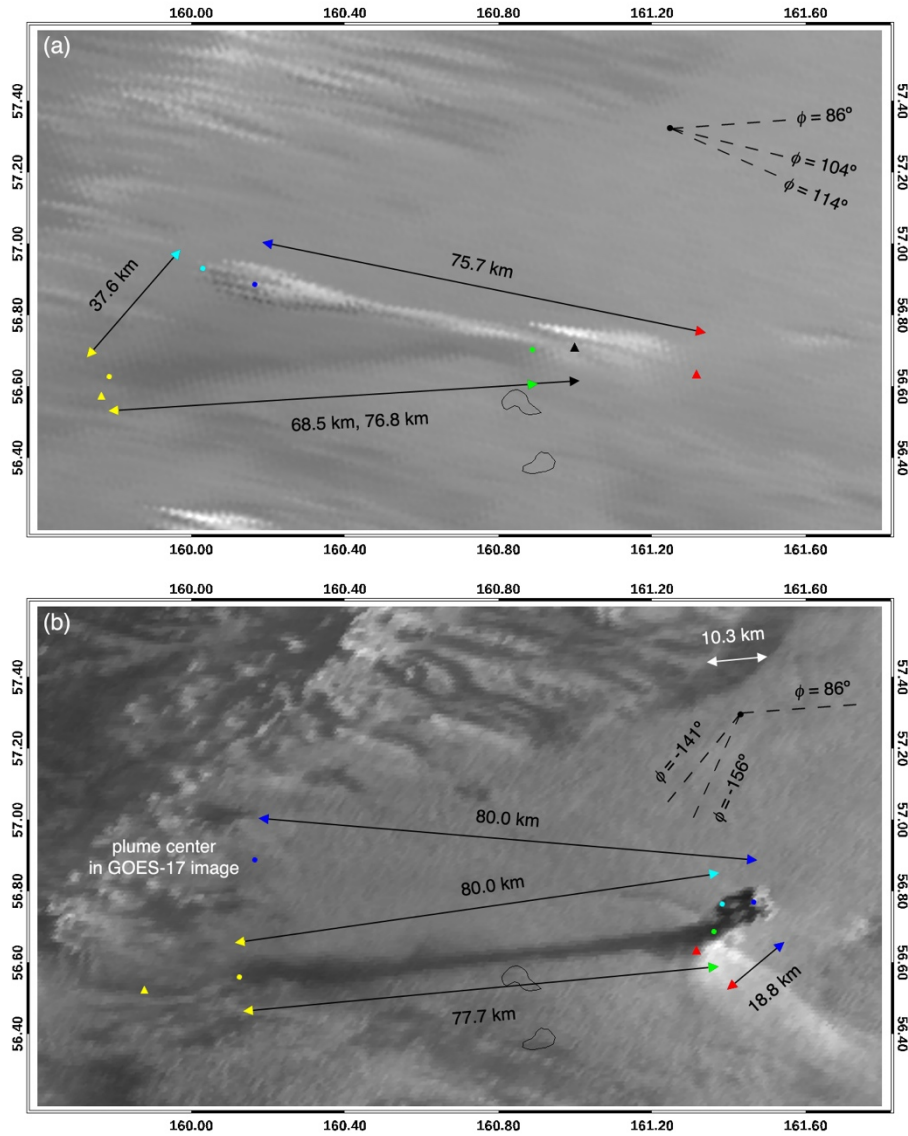 160.00 160.40 160.80 161.20 161.60
(a)
57.40 57.40
ϕ = 86°
57.20 57.20
ϕ = 104°
ϕ = 114°
57.00 57.00
37.6 km
75.7 km
56.80 56.80
56.60 56.60
68.5 km, 76.8 km
56.40 56.40
160.00 160.40 160.80 161.20 161.60
160.00 160.40 160.80 161.20 161.60
(b)
10.3 km
57.40 57.40
ϕ = 86°
57.20 57.20
ϕ = -141°
ϕ = -156°
57.00 57.00
80.0 km
plume center
in GOES-17 image
80.0 km
56.80 56.80
56.60 56.60
18.8 km
77.7 km
56.40 56.40
160.00 160.40 160.80 161.20 161.60